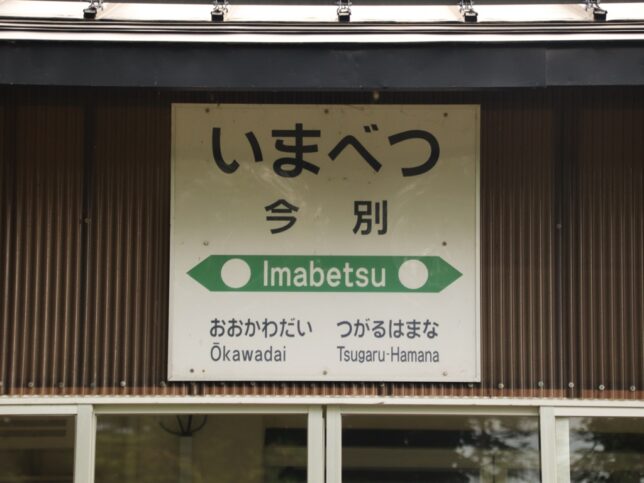 いまべつ
今別
Imabetsu
おおかわだい つがるはまな
Ōkawadai Tsugaru-Hamana